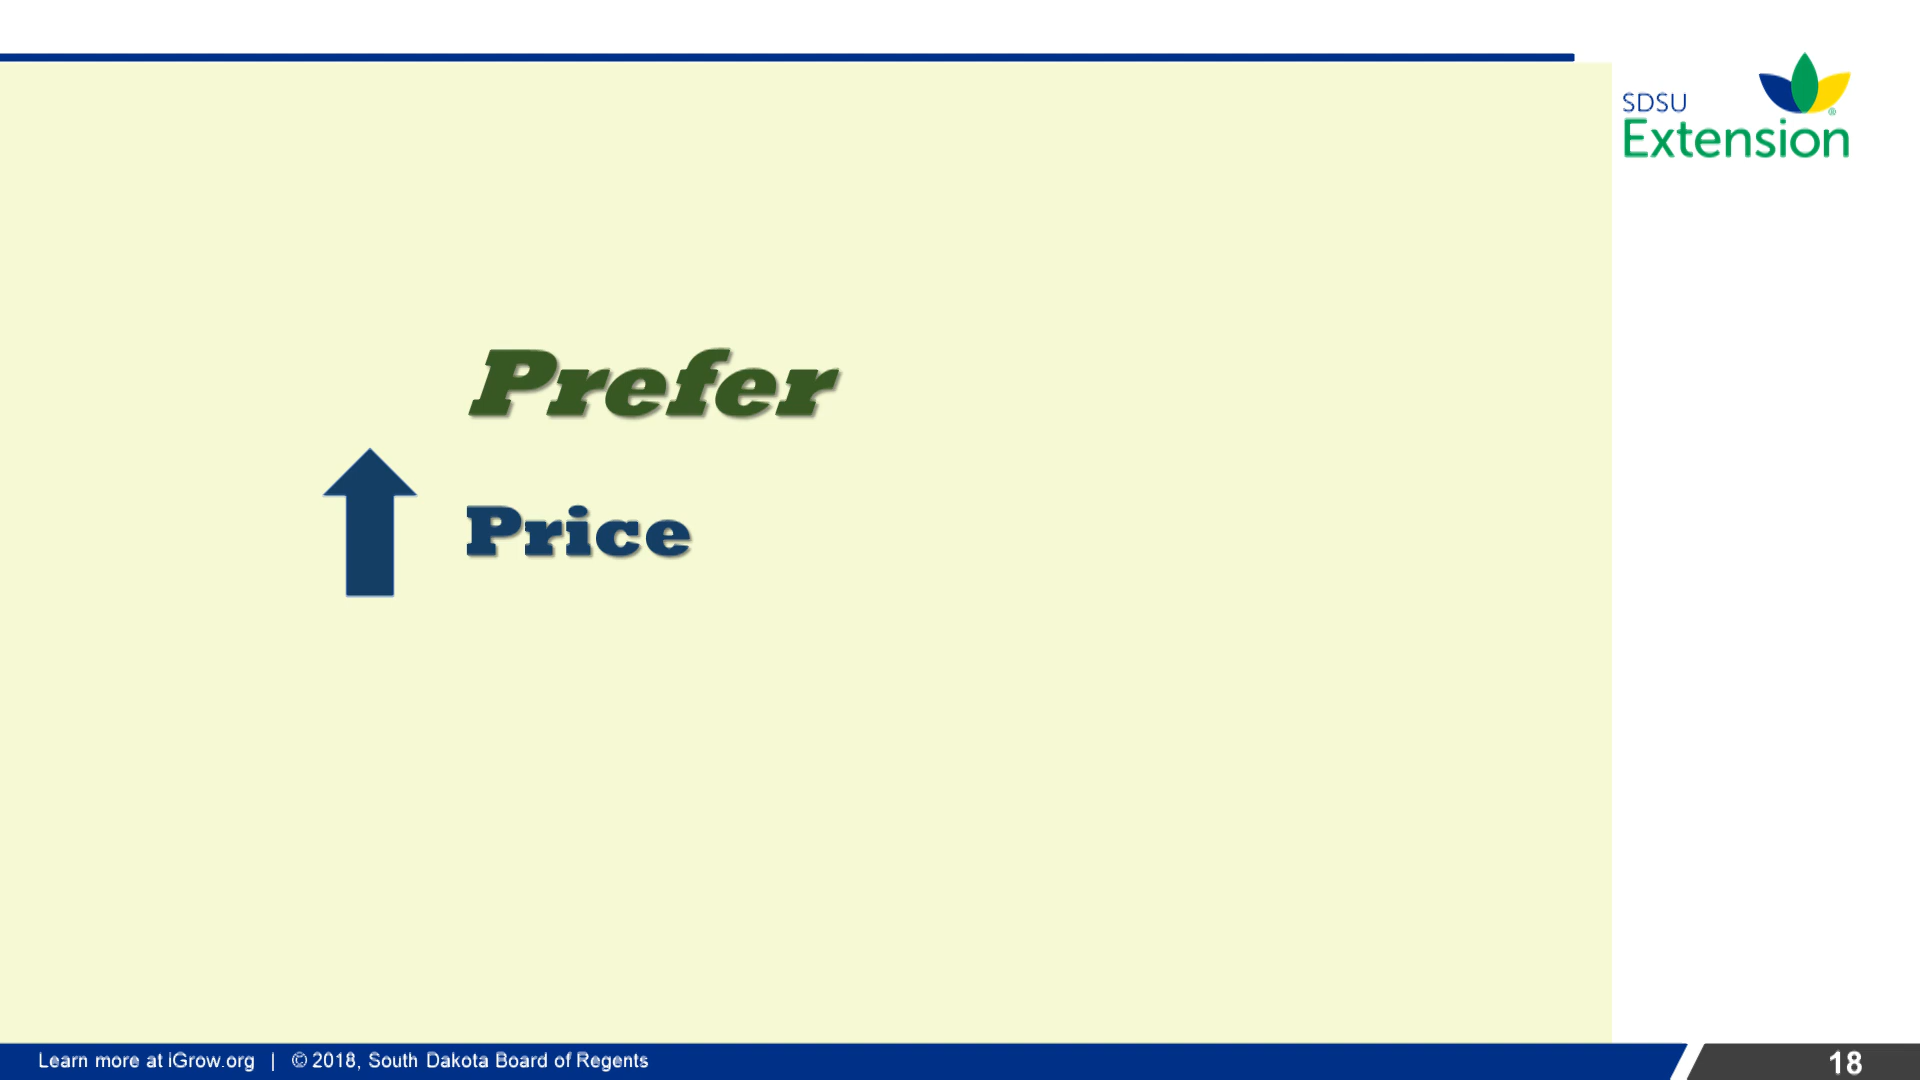 SDSU
Extension
Prefer
Price
Learn more at iGrow.org | © 2018, South Dakota Board of Regents
18